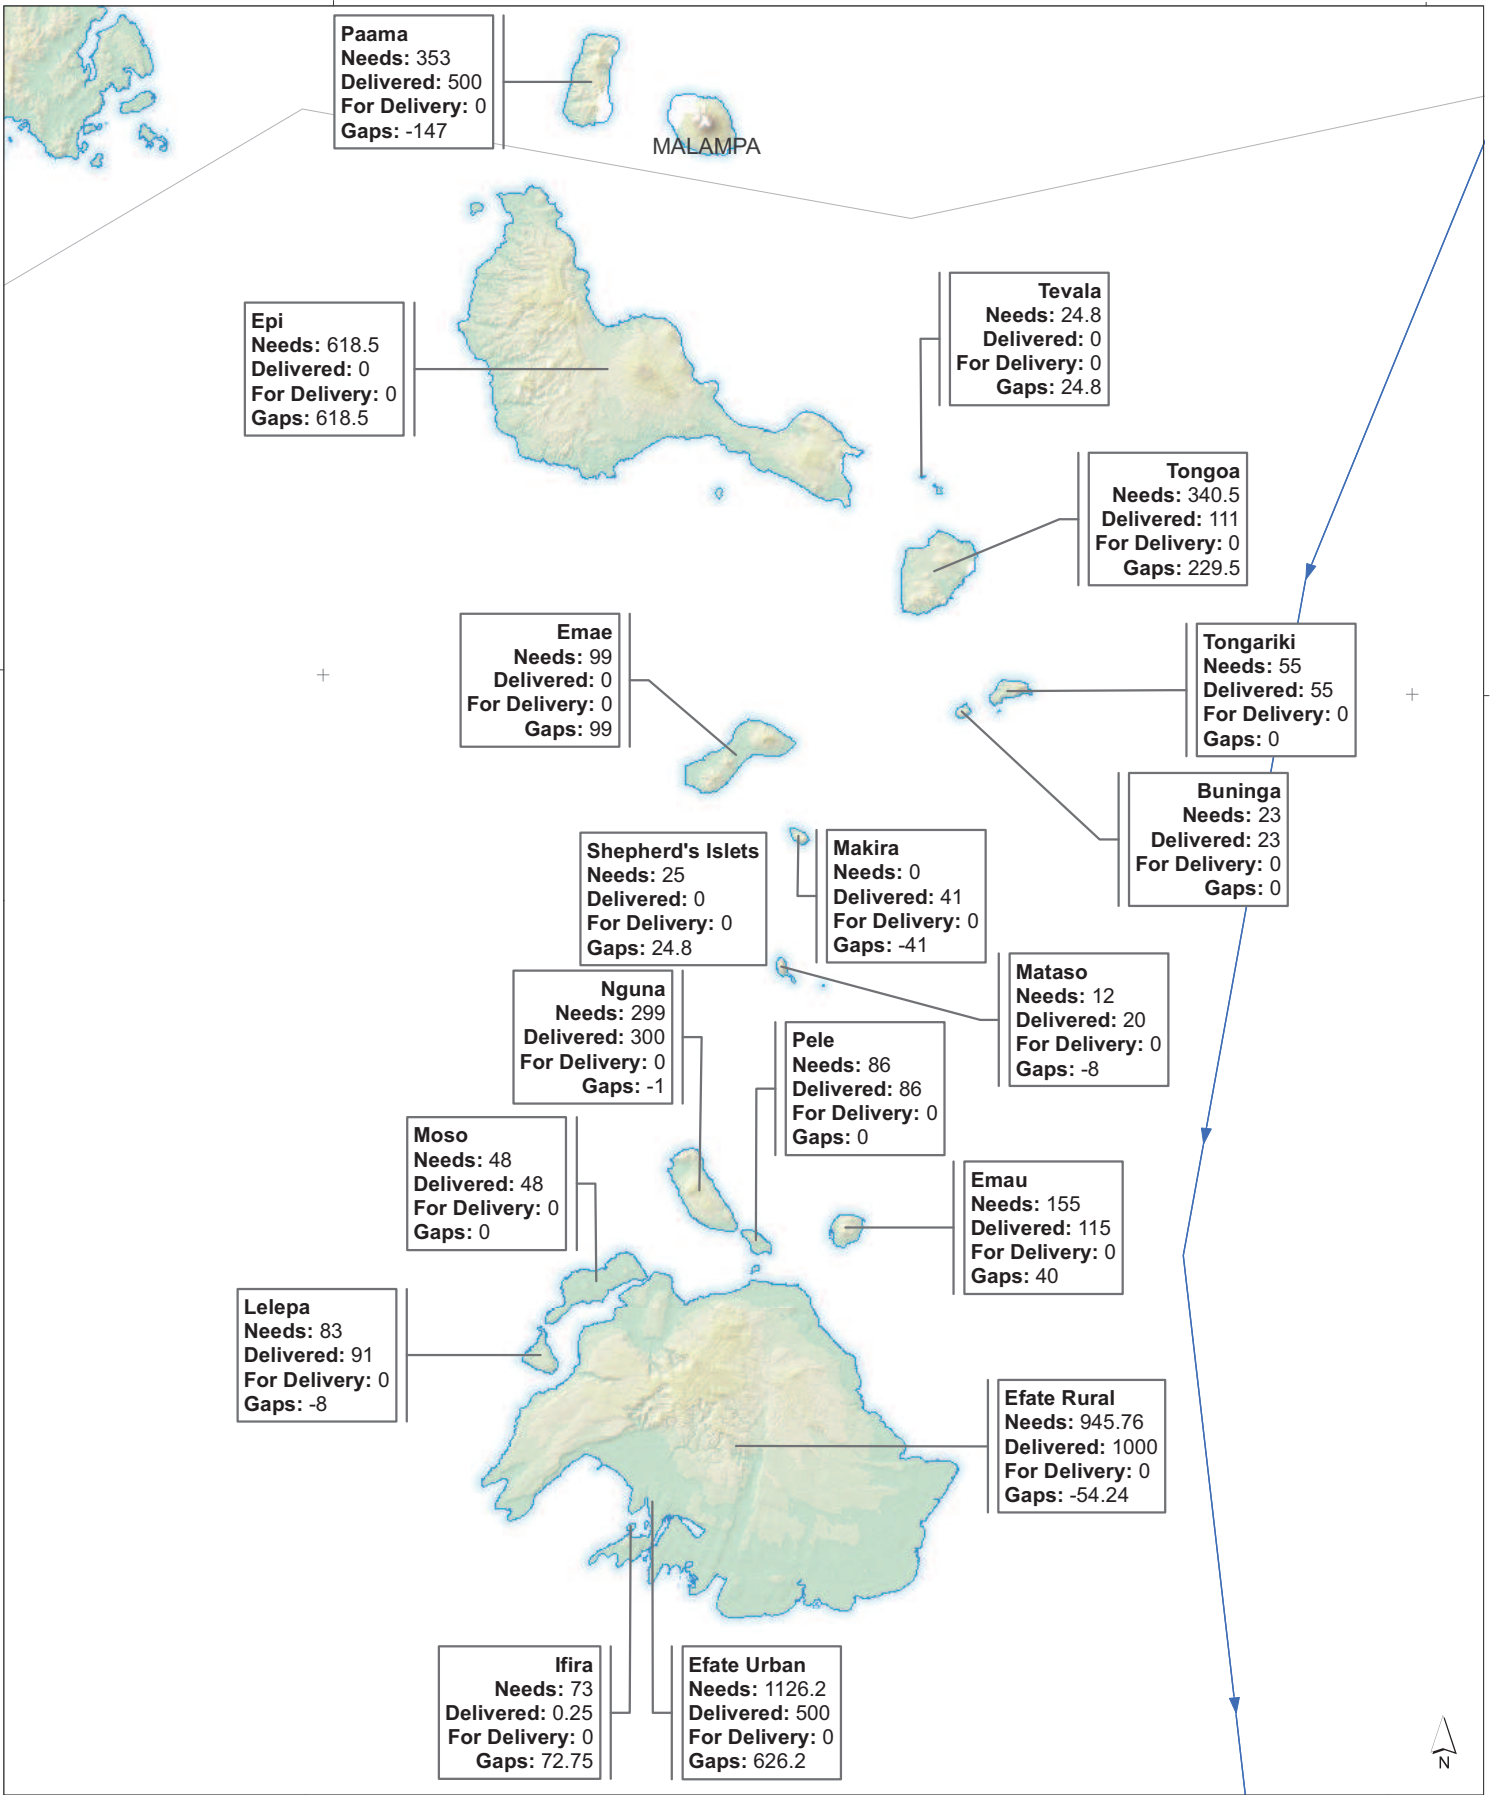 Paama
Needs: 353
Delivered: 500
For Delivery: 0
Gaps: -147
MALAMPA
Epi
Needs: 618.5
Delivered: 0
For Delivery: 0
Gaps: 618.5
Tevala
Needs: 24.8
Delivered: 0
For Delivery: 0
Gaps: 24.8
Tongoa
Needs: 340.5
Delivered: 111
For Delivery: 0
Gaps: 229.5
Emae
Needs: 99
Delivered: 0
For Delivery: 0
Gaps: 99
Tongariki
Needs: 55
Delivered: 55
For Delivery: 0
Gaps: 0
Buninga
Needs: 23
Delivered: 23
For Delivery: 0
Gaps: 0
Shepherd's Islets
Needs: 25
Delivered: 0
For Delivery: 0
Gaps: 24.8
Makira
Needs: 0
Delivered: 41
For Delivery: 0
Gaps: -41
Mataso
Needs: 12
Delivered: 20
For Delivery: 0
Gaps: -8
Nguna
Needs: 299
Delivered: 300
For Delivery: 0
Gaps: -1
Pele
Needs: 86
Delivered: 86
For Delivery: 0
Gaps: 0
Moso
Needs: 48
Delivered: 48
For Delivery: 0
Gaps: 0
Emau
Needs: 155
Delivered: 115
For Delivery: 0
Gaps: 40
Lelepa
Needs: 83
Delivered: 91
For Delivery: 0
Gaps: -8
Efate Rural
Needs: 945.76
Delivered: 1000
For Delivery: 0
Gaps: -54.24
Ifira
Needs: 73
Delivered: 0.25
For Delivery: 0
Gaps: 72.75
Efate Urban
Needs: 1126.2
Delivered: 500
For Delivery: 0
Gaps: 626.2
N